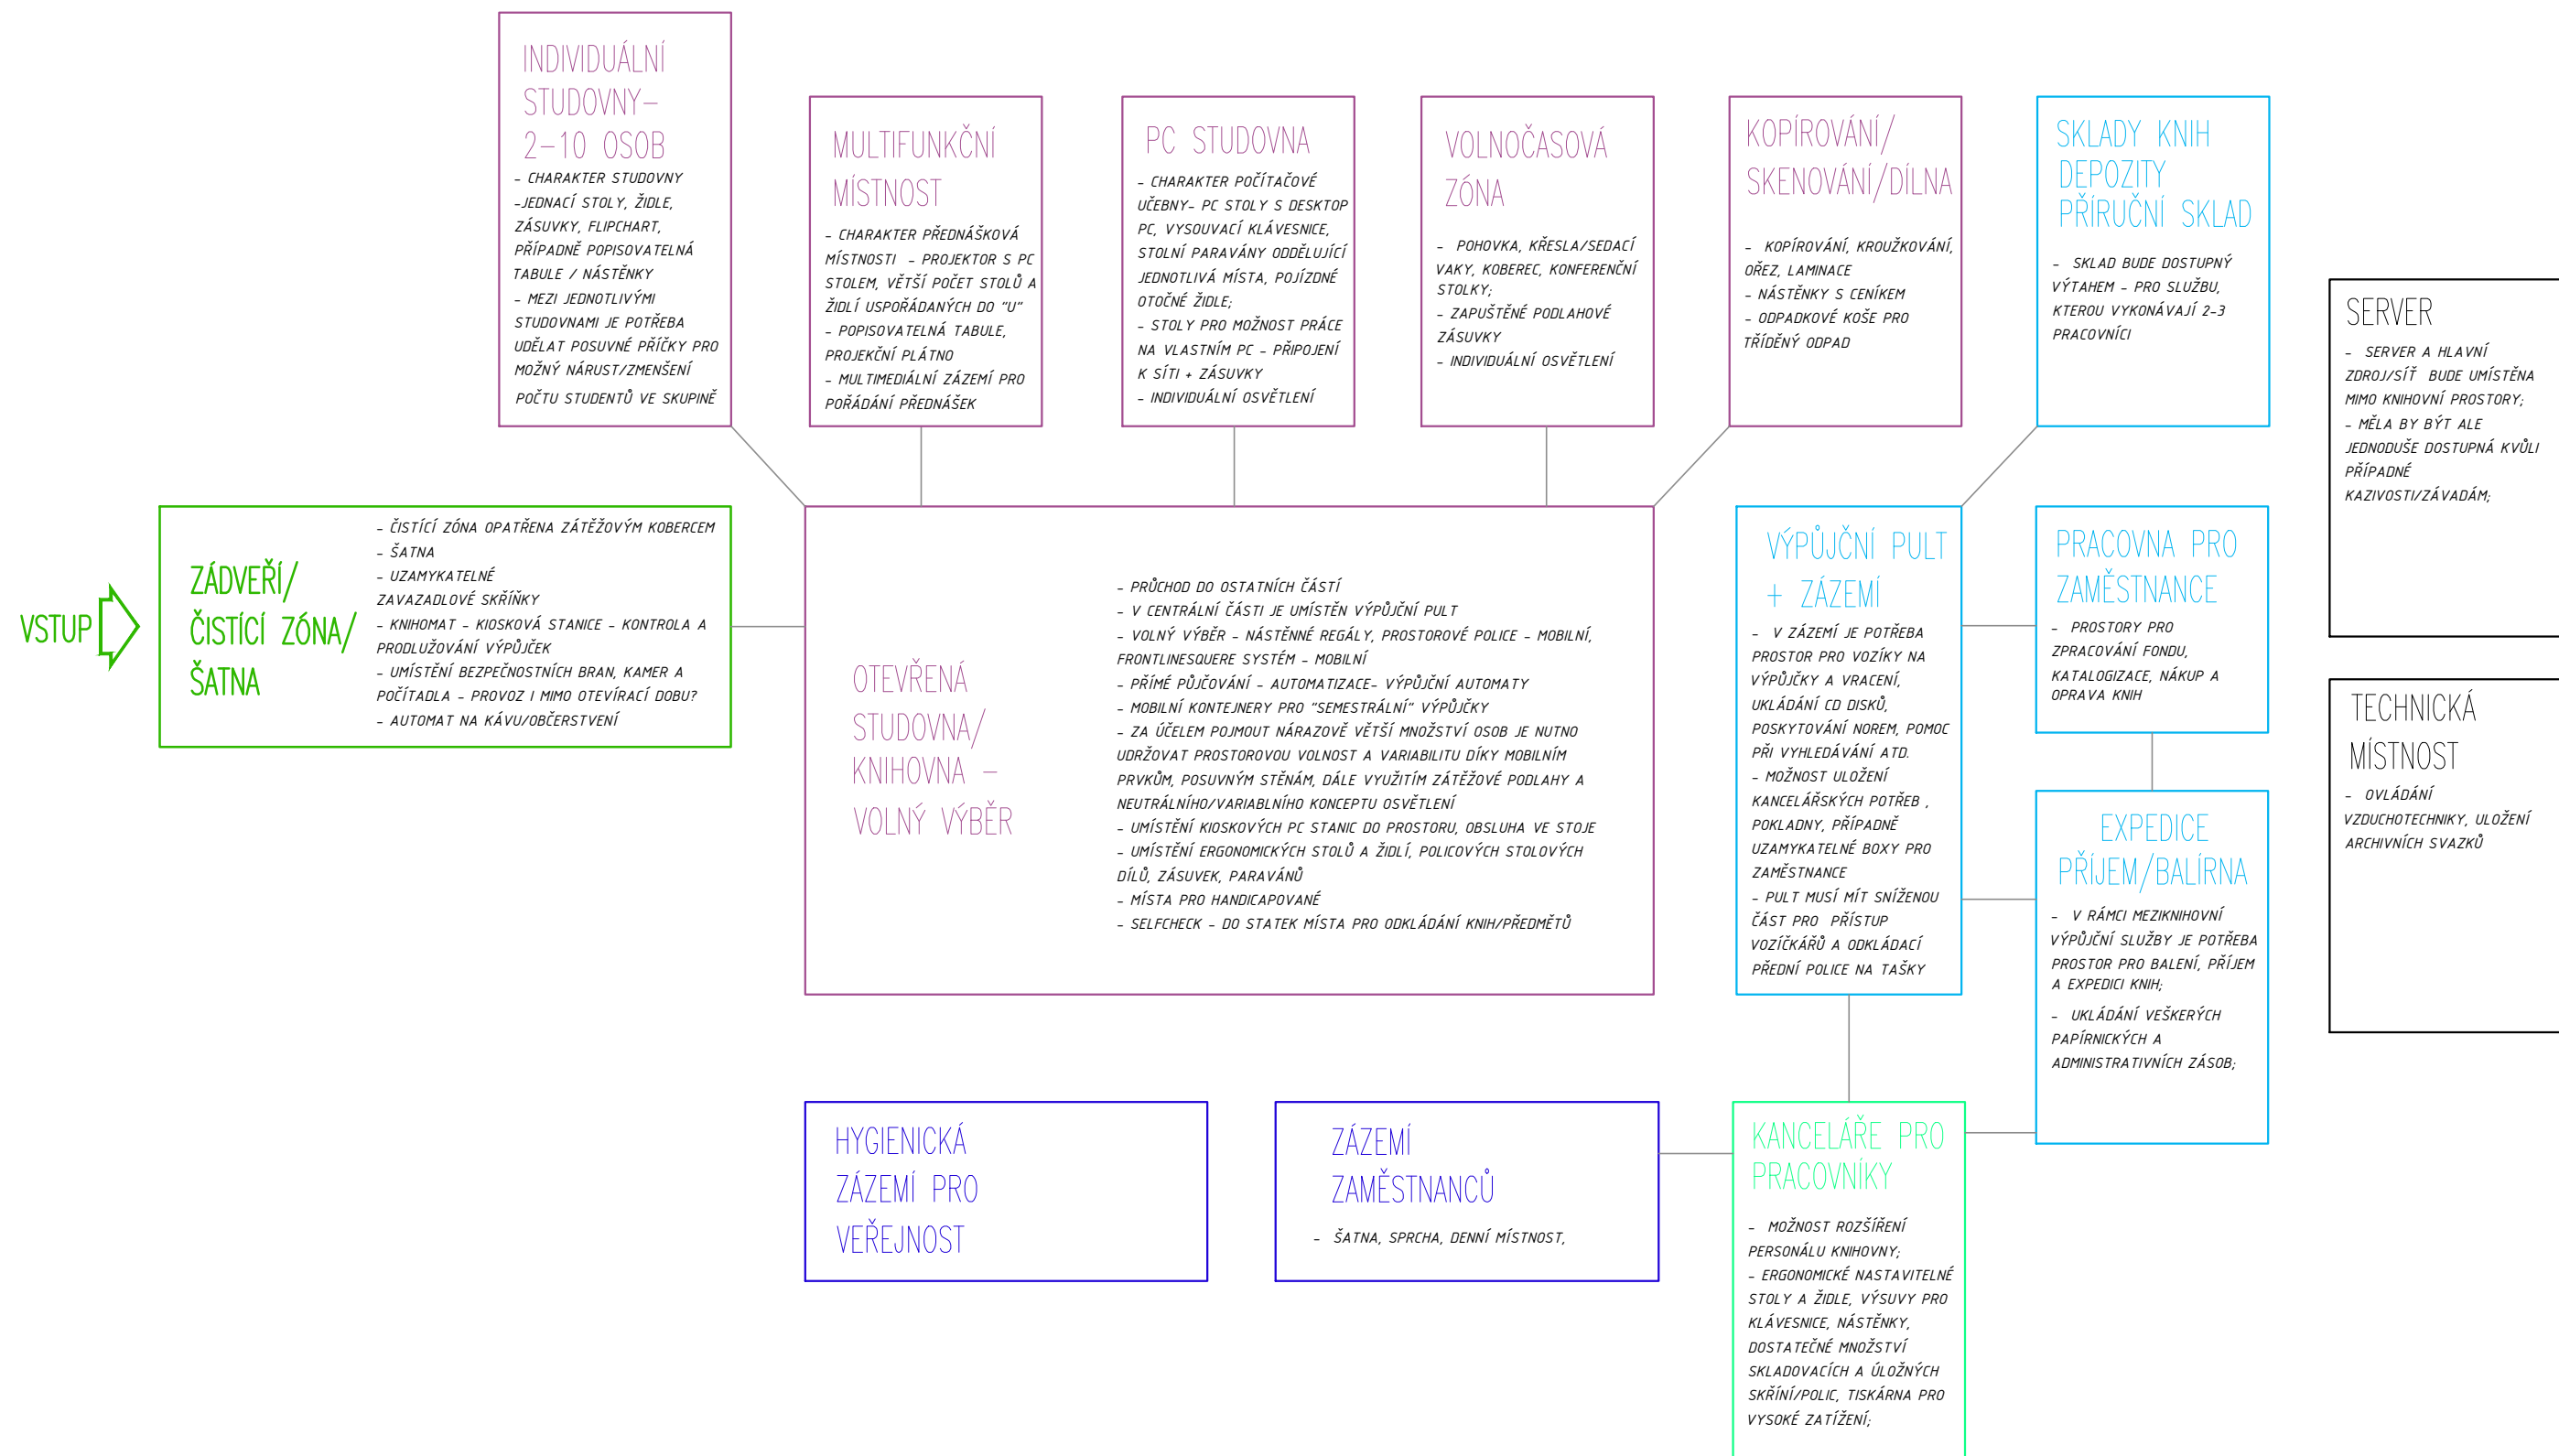 INDIVIDUÁLNÍ
STUDOVNY-
2-10 OSOB
- CHARAKTER STUDOVNY
-JEDNACÍ STOLY, ŽIDLE,
ZÁSUVKY, FLIPCHART,
PŘÍPADNĚ POPISOVATELNÁ
TABULE / NÁSTĚNKY
- MEZI JEDNOTLIVÝMI
STUDOVNAMI JE POTŘEBA
UDĚLAT POSUVNÉ PŘÍČKY PRO
MOŽNÝ NÁRUST/ZMENŠENÍ
POČTU STUDENTŮ VE SKUPINĚ
MULTIFUNKČNÍ
MÍSTNOST
- CHARAKTER PŘEDNÁŠKOVÁ
MÍSTNOSTI - PROJEKTOR S PC
STOLEM, VĚTŠÍ POČET STOLŮ A
ŽIDLÍ USPOŘÁDANÝCH DO "U"
- POPISOVATELNÁ TABULE,
PROJEKČNÍ PLÁTNO
- MULTIMEDIÁLNÍ ZÁZEMÍ PRO
POŘÁDÁNÍ PŘEDNÁŠEK
PC STUDOVNA
- CHARAKTER POČÍTAČOVÉ
UČEBNY- PC STOLY S DESKTOP
PC, VYSOUVACÍ KLÁVESNICE,
STOLNÍ PARAVÁNY ODDĚLUJÍCÍ
JEDNOTLIVÁ MÍSTA, POJÍZDNÉ
OTOČNÉ ŽIDLE;
- STOLY PRO MOŽNOST PRÁCE
NA VLASTNÍM PC - PŘIPOJENÍ
K SÍTI + ZÁSUVKY
- INDIVIDUÁLNÍ OSVĚTLENÍ
VOLNOČASOVÁ
ZÓNA
- POHOVKA, KŘESLA/SEDACÍ
VAKY, KOBEREC, KONFERENČNÍ
STOLKY;
- ZAPUŠTĚNÉ PODLAHOVÉ
ZÁSUVKY
- INDIVIDUÁLNÍ OSVĚTLENÍ
KOPÍROVÁNÍ/
SKENOVÁNÍ/DÍLNA
- KOPÍROVÁNÍ, KROUŽKOVÁNÍ,
OŘEZ, LAMINACE
- NÁSTĚNKY S CENÍKEM
- ODPADKOVÉ KOŠE PRO
TŘÍDĚNÝ ODPAD
SKLADY KNIH
DEPOZITY
PŘÍRUČNÍ SKLAD
- SKLAD BUDE DOSTUPNÝ
VÝTAHEM - PRO SLUŽBU,
KTEROU VYKONÁVAJÍ 2-3
PRACOVNÍCI
SERVER
- SERVER A HLAVNÍ
ZDROJ/SÍŤ BUDE UMÍSTĚNA
MIMO KNIHOVNÍ PROSTORY;
- MĚLA BY BÝT ALE
JEDNODUŠE DOSTUPNÁ KVŮLI
PŘÍPADNÉ
KAZIVOSTI/ZÁVADÁM;
VSTUP
ZÁDVEŘÍ/
ČISTÍCÍ ZÓNA/
ŠATNA
- ČISTÍCÍ ZÓNA OPATŘENA ZÁTĚŽOVÝM KOBERCEM
- ŠATNA
- UZAMYKATELNÉ
ZAVAZADLOVÉ SKŘÍŇKY
- KNIHOMAT - KIOSKOVÁ STANICE - KONTROLA A
PRODLUŽOVÁNÍ VÝPŮJČEK
- UMÍSTĚNÍ BEZPEČNOSTNÍCH BRAN, KAMER A
POČÍTADLA - PROVOZ I MIMO OTEVÍRACÍ DOBU?
- AUTOMAT NA KÁVU/OBČERSTVENÍ
OTEVŘENÁ
STUDOVNA/
KNIHOVNA -
VOLNÝ VÝBĚR
- PRŮCHOD DO OSTATNÍCH ČÁSTÍ
- V CENTRÁLNÍ ČÁSTI JE UMÍSTĚN VÝPŮJČNÍ PULT
- VOLNÝ VÝBĚR - NÁSTĚNNÉ REGÁLY, PROSTOROVÉ POLICE - MOBILNÍ,
FRONTLINESQUERE SYSTÉM - MOBILNÍ
- PŘÍMÉ PŮJČOVÁNÍ - AUTOMATIZACE- VÝPŮJČNÍ AUTOMATY
- MOBILNÍ KONTEJNERY PRO "SEMESTRÁLNÍ" VÝPŮJČKY
- ZA ÚČELEM POJMOUT NÁRAZOVĚ VĚTŠÍ MNOŽSTVÍ OSOB JE NUTNO
UDRŽOVAT PROSTOROVOU VOLNOST A VARIABILITU DÍKY MOBILNÍM
PRVKŮM, POSUVNÝM STĚNÁM, DÁLE VYUŽITÍM ZÁTĚŽOVÉ PODLAHY A
NEUTRÁLNÍHO/VARIABLNÍHO KONCEPTU OSVĚTLENÍ
- UMÍSTĚNÍ KIOSKOVÝCH PC STANIC DO PROSTORU, OBSLUHA VE STOJE
- UMÍSTĚNÍ ERGONOMICKÝCH STOLŮ A ŽIDLÍ, POLICOVÝCH STOLOVÝCH
DÍLŮ, ZÁSUVEK, PARAVÁNŮ
- MÍSTA PRO HANDICAPOVANÉ
- SELFCHECK - DO STATEK MÍSTA PRO ODKLÁDÁNÍ KNIH/PŘEDMĚTŮ
VÝPŮJČNÍ PULT
+ ZÁZEMÍ
- V ZÁZEMÍ JE POTŘEBA
PROSTOR PRO VOZÍKY NA
VÝPŮJČKY A VRACENÍ,
UKLÁDÁNÍ CD DISKŮ,
POSKYTOVÁNÍ NOREM, POMOC
PŘI VYHLEDÁVÁNÍ ATD.
- MOŽNOST ULOŽENÍ
KANCELÁŘSKÝCH POTŘEB ,
POKLADNY, PŘÍPADNĚ
UZAMYKATELNÉ BOXY PRO
ZAMĚSTNANCE
- PULT MUSÍ MÍT SNÍŽENOU
ČÁST PRO PŘÍSTUP
VOZÍČKÁŘŮ A ODKLÁDACÍ
PŘEDNÍ POLICE NA TAŠKY
PRACOVNA PRO
ZAMĚSTNANCE
- PROSTORY PRO
ZPRACOVÁNÍ FONDU,
KATALOGIZACE, NÁKUP A
OPRAVA KNIH
EXPEDICE
PŘÍJEM/BALÍRNA
- V RÁMCI MEZIKNIHOVNÍ
VÝPŮJČNÍ SLUŽBY JE POTŘEBA
PROSTOR PRO BALENÍ, PŘÍJEM
A EXPEDICI KNIH;
- UKLÁDÁNÍ VEŠKERÝCH
PAPÍRNICKÝCH A
ADMINISTRATIVNÍCH ZÁSOB;
TECHNICKÁ
MÍSTNOST
- OVLÁDÁNÍ
VZDUCHOTECHNIKY, ULOŽENÍ
ARCHIVNÍCH SVAZKŮ
HYGIENICKÁ
ZÁZEMÍ PRO
VEŘEJNOST
ZÁZEMÍ
ZAMĚSTNANCŮ
- ŠATNA, SPRCHA, DENNÍ MÍSTNOST,
KANCELÁŘE PRO
PRACOVNÍKY
- MOŽNOST ROZŠÍŘENÍ
PERSONÁLU KNIHOVNY;
- ERGONOMICKÉ NASTAVITELNÉ
STOLY A ŽIDLE, VÝSUVY PRO
KLÁVESNICE, NÁSTĚNKY,
DOSTATEČNÉ MNOŽSTVÍ
SKLADOVACÍCH A ÚLOŽNÝCH
SKŘÍNÍ/POLIC, TISKÁRNA PRO
VYSOKÉ ZATÍŽENÍ;